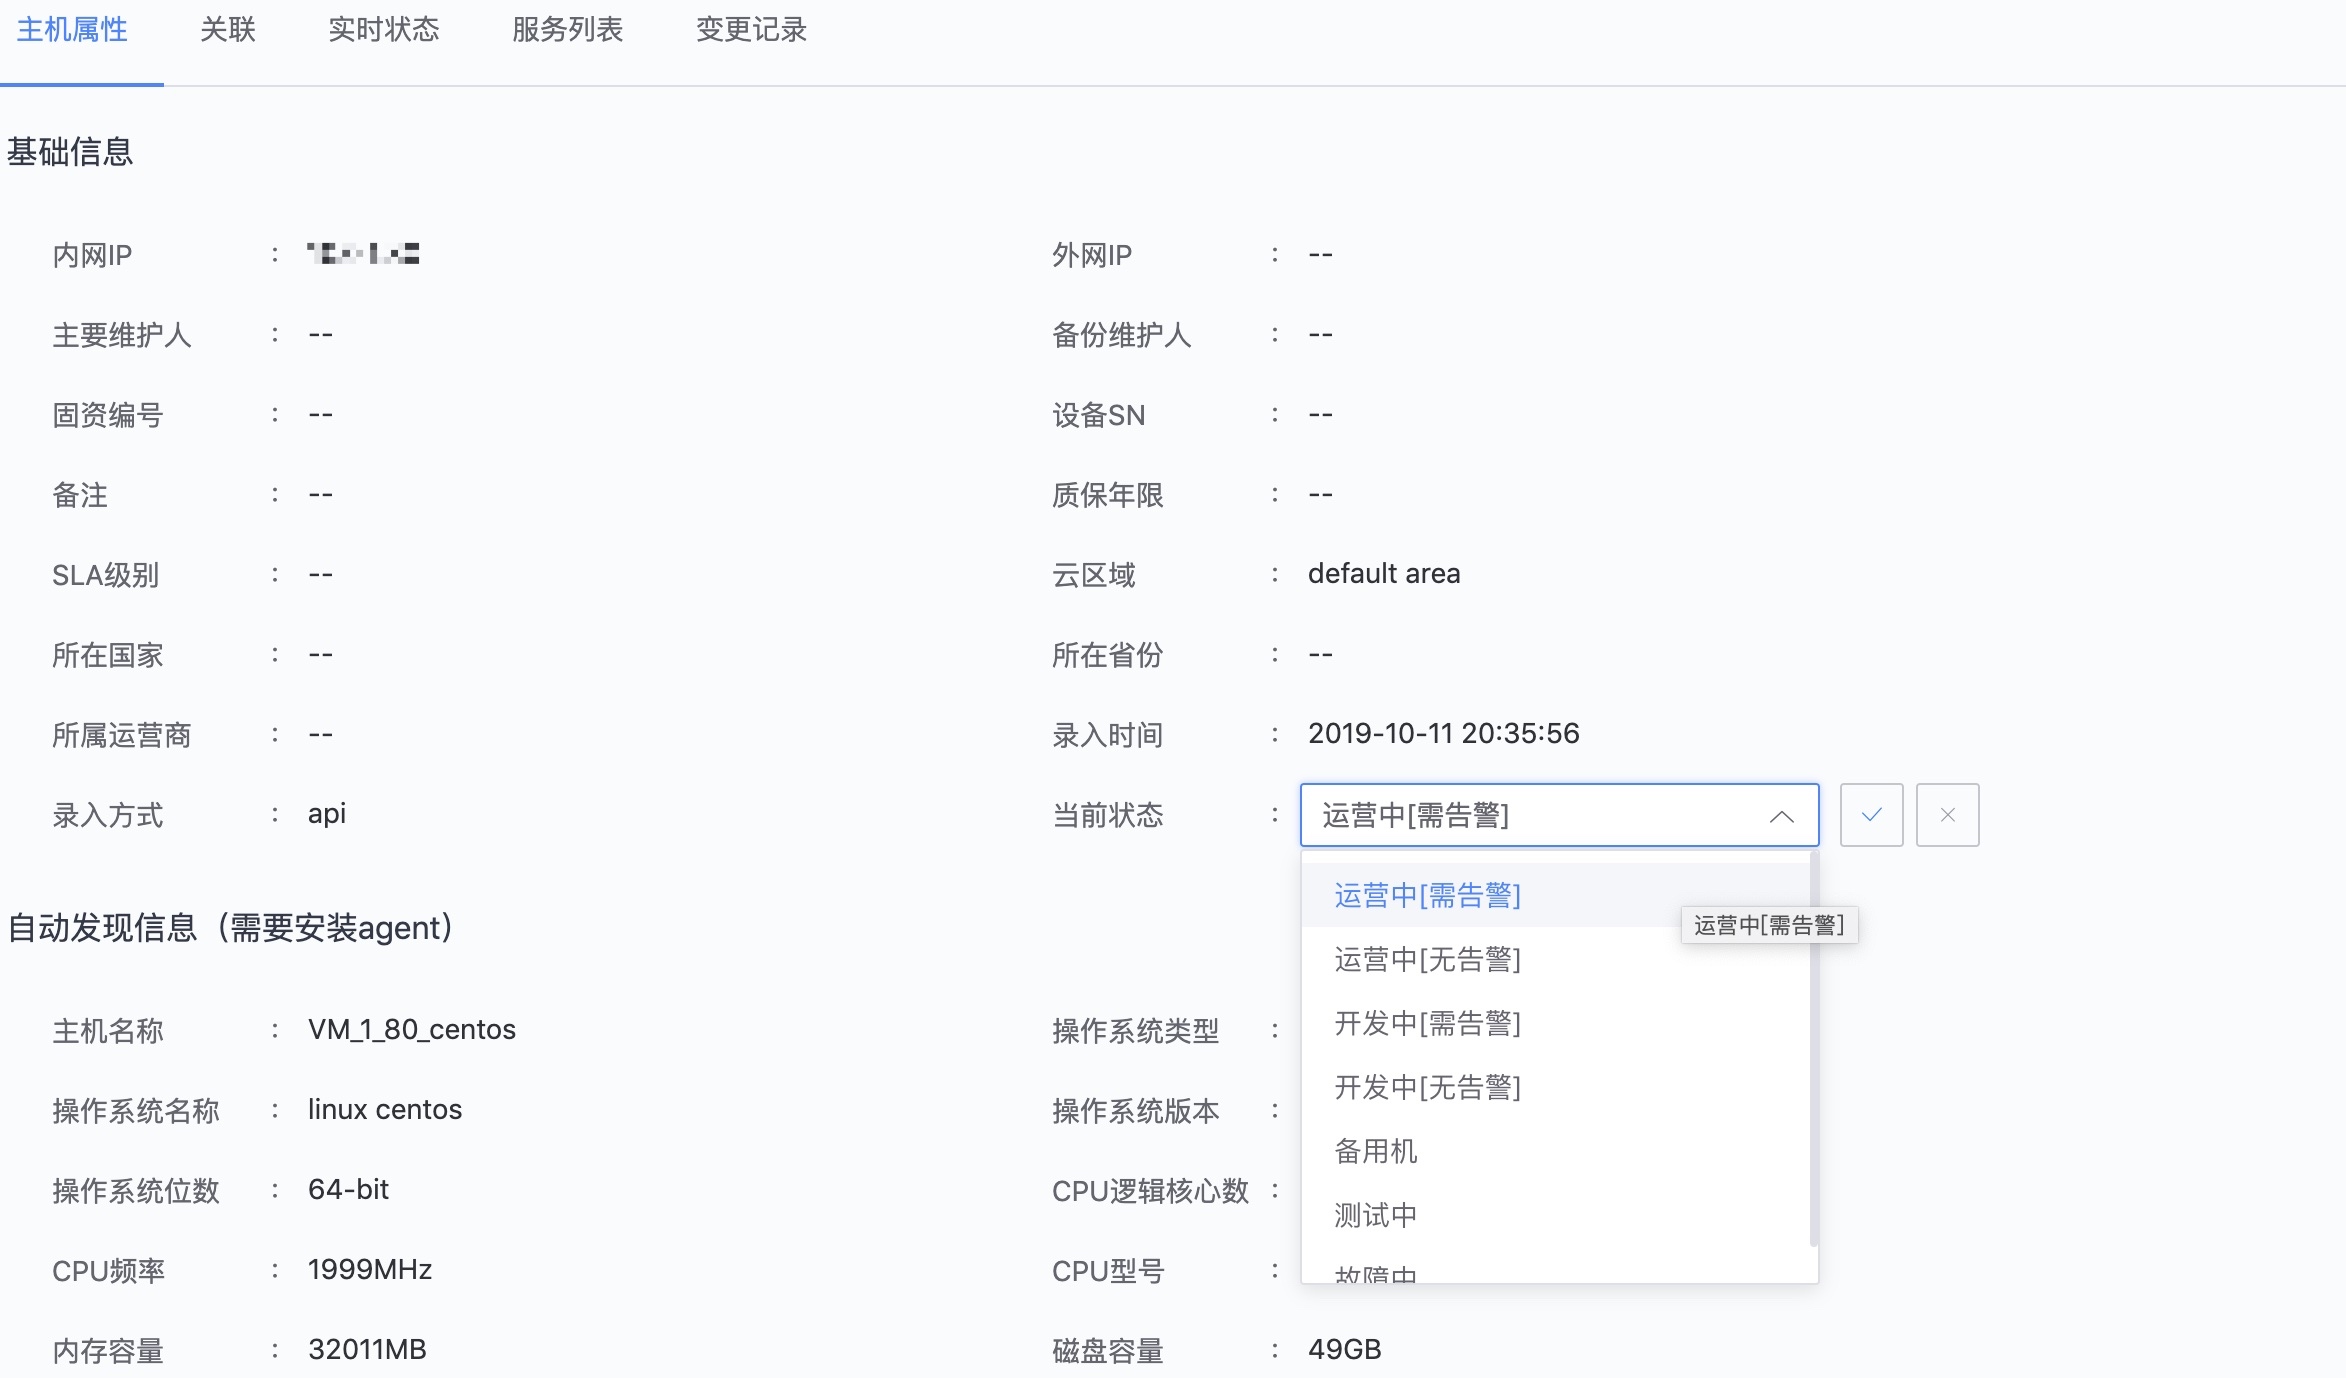 主机属性 关联 实时状态 服务列表 变更记录
基础信息
内网IP : 外网IP : --
主要维护人 : -- 备份维护人 : --
固资编号 : -- 设备SN : --
备注 : -- 质保年限 : --
SLA级别 : -- 云区域 : default area
所在国家 : -- 所在省份 : --
所属运营商 : -- 录入时间 : 2019-10-11 20:35:56
录入方式 : api 当前状态 : 运营中[需告警]
运营中[需告警]
运营中[需告警]
运营中[无告警]
开发中[需告警]
开发中[无告警]
备用机
测试中
故障中
自动发现信息（需要安装agent）
主机名称 : VM_1_80_centos 操作系统类型 :
操作系统名称 : linux centos 操作系统版本 :
操作系统位数 : 64-bit CPU逻辑核心数 :
CPU频率 : 1999MHz CPU型号 :
内存容量 : 32011MB 磁盘容量 : 49GB